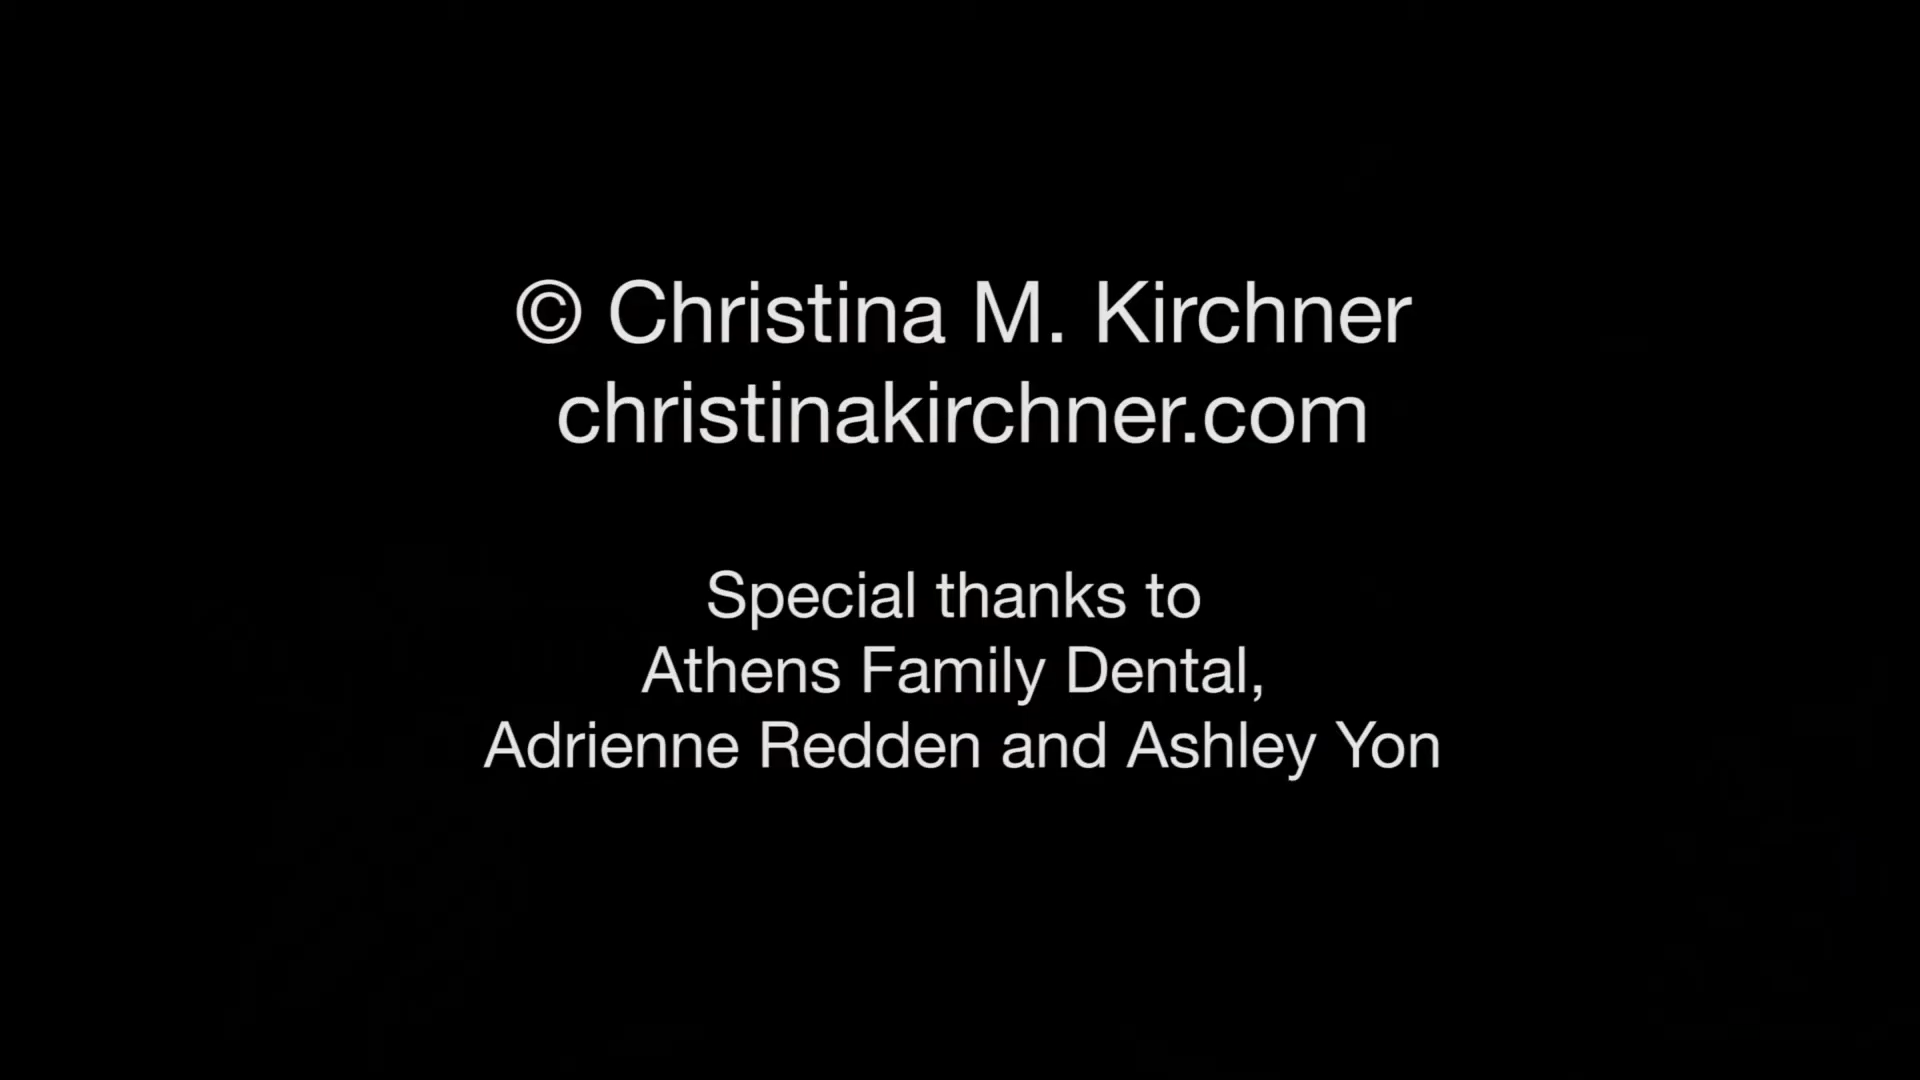 © Christina M. Kirchner
christinakirchner.com
Special thanks to
Athens Family Dental,
Adrienne Redden and Ashley Yon